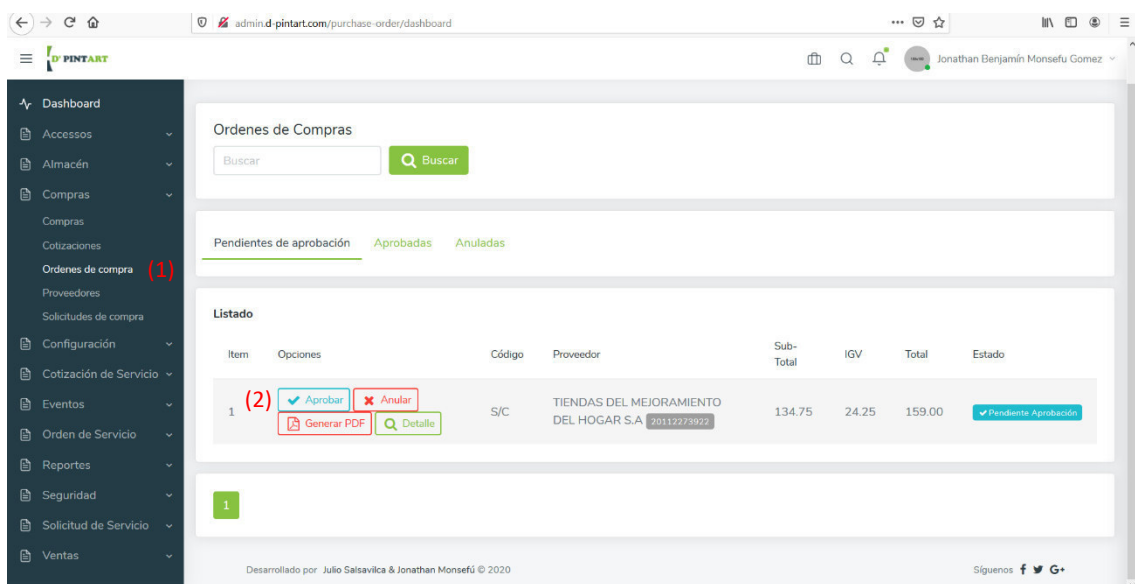 admin.d-pintart.com/purchase-order/dashboard
D' PINTART
Jonathan Benjamín Monsefu Gomez
Dashboard
Accessos
Almacén
Compras
Compras
Cotizaciones
Ordenes de compra (1)
Proveedores
Solicitudes de compra
Configuración
Cotización de Servicio
Eventos
Orden de Servicio
Reportes
Seguridad
Solicitud de Servicio
Ventas
Ordenes de Compras
Buscar Buscar
Pendientes de aprobación Aprobadas Anuladas
Listado
Item Opciones Código Proveedor Sub-Total IGV Total Estado
1 (2) Aprobar Anular
Generar PDF Detalle
S/C
TIENDAS DEL MEJORAMIENTO
DEL HOGAR S.A 20112273922
134.75 24.25 159.00 Pendiente Aprobación
1
Desarrollado por Julio Salsavilca & Jonathan Monsefú © 2020
Síguenos f G+